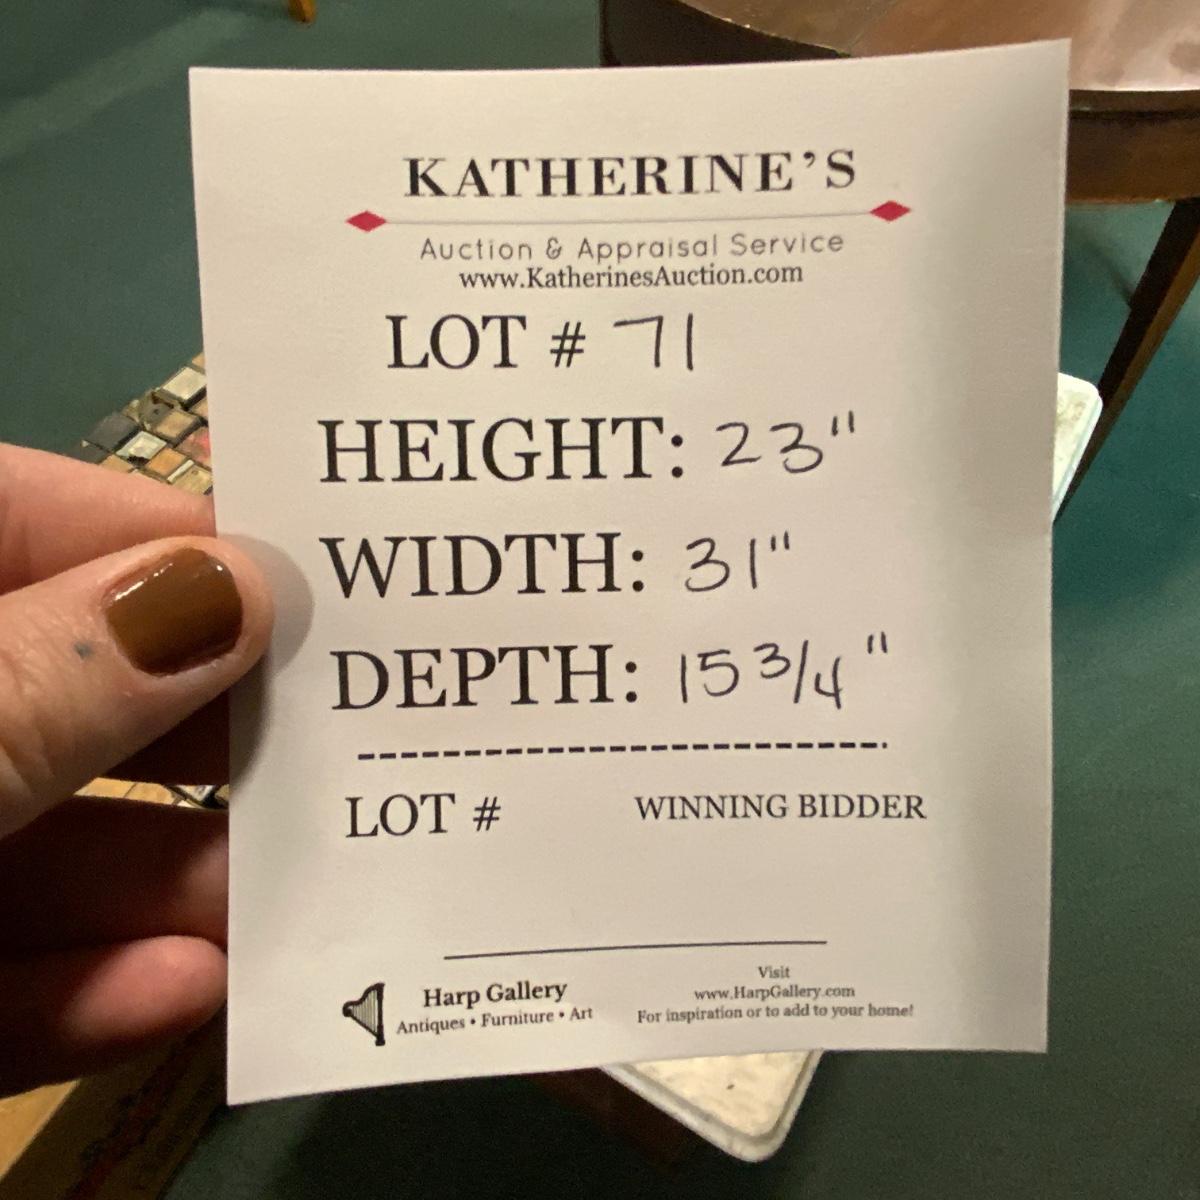 KATHERINE'S
Auction & Appraisal Service
www.KatherinesAuction.com
LOT # 71
HEIGHT: 23"
WIDTH: 31"
DEPTH: 15 3/4"
LOT # WINNING BIDDER
Harp Gallery
Antiques • Furniture • Art
Visit
www.HarpGallery.com
For inspiration or to add to your home!